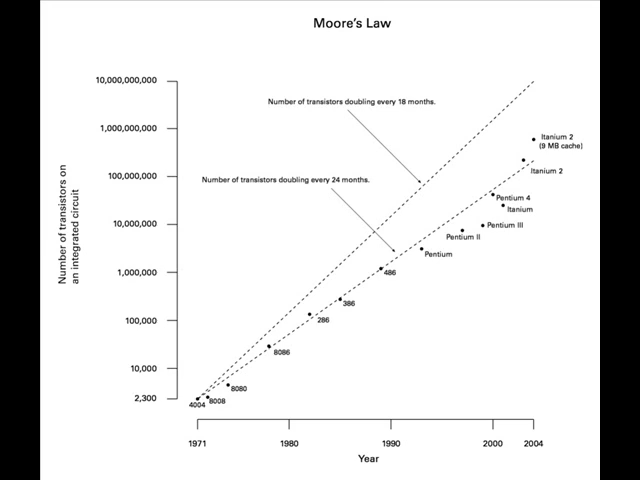 Moore's Law
10,000,000,000
Number of transistors doubling every 18 months.
1,000,000,000
Itanium 2
(9 MB cache)
Itanium 2
100,000,000
Number of transistors doubling every 24 months.
Pentium 4
Itanium
10,000,000
Pentium III
Pentium II
Pentium
Number of transistors on
an integrated circuit
1,000,000
486
386
100,000
286
8086
10,000
8080
2,300
4004
8008
1971
1980
1990
2000
2004
Year